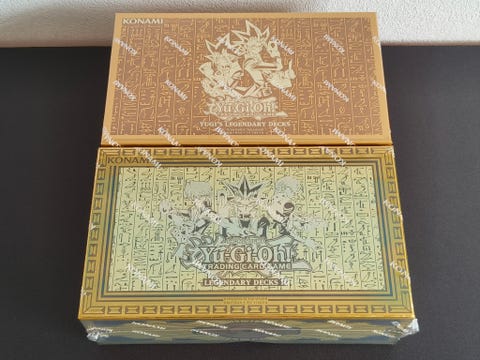 KONAMI
Yu-Gi-Oh!
YUGI'S LEGENDARY DECKS
KONAMI
Yu-Gi-Oh!
TRADING CARD GAME
LEGENDARY DECKS II